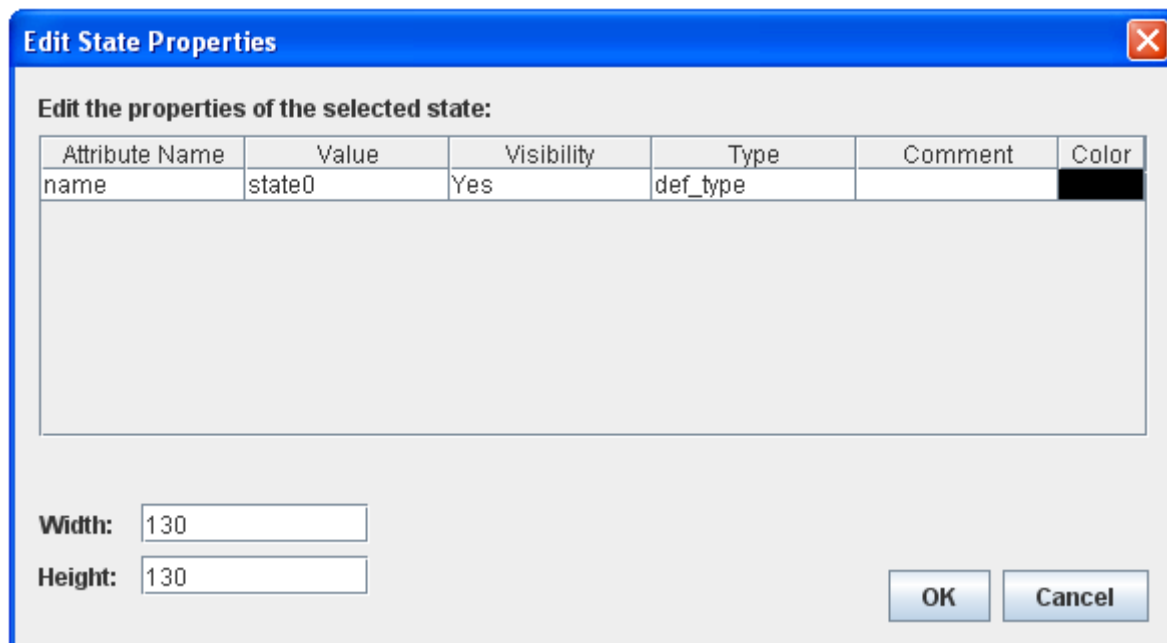 Edit State Properties
Edit the properties of the selected state:
Attribute Name Value Visibility Type Comment Color
name state0 Yes def_type
Width: 130
Height: 130
OK Cancel